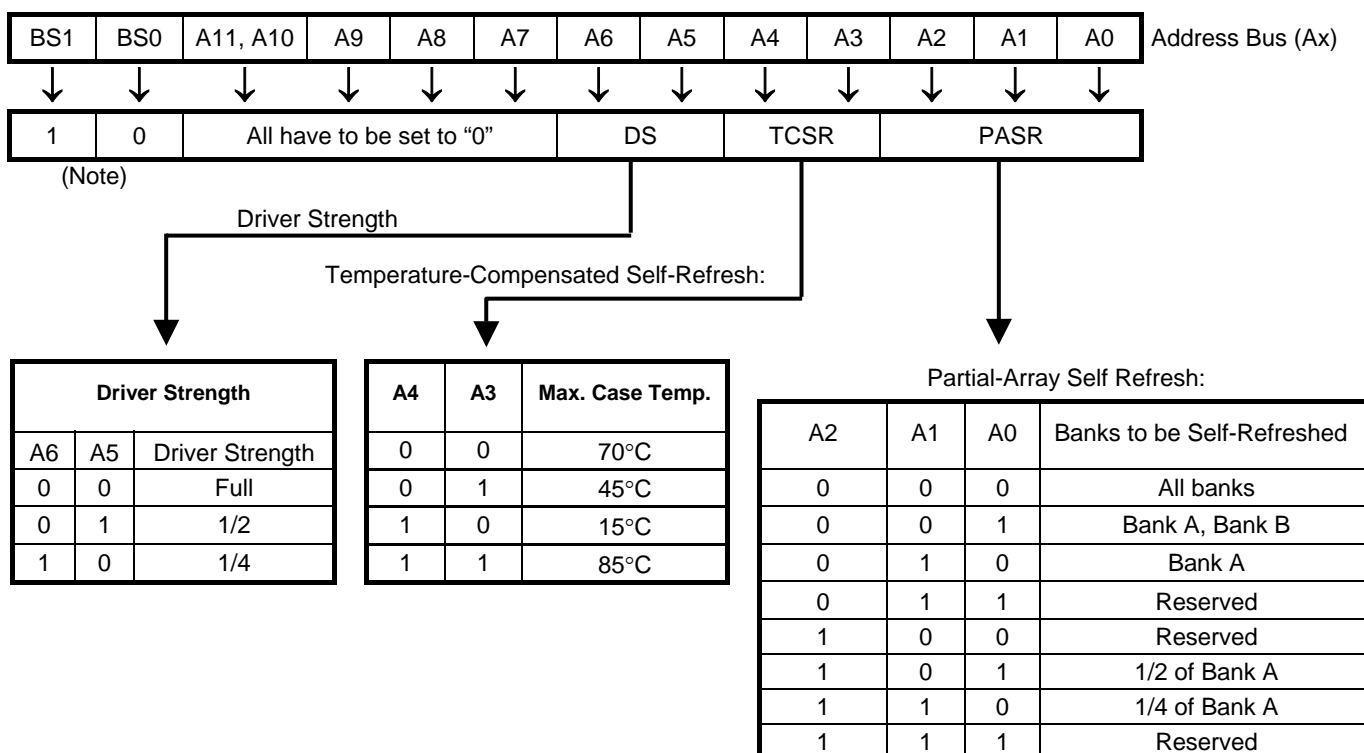 BS1 BS0 A11, A10 A9 A8 A7 A6 A5 A4 A3 A2 A1 A0 Address Bus (Ax)
1 0 All have to be set to “0” DS TCSR PASR
(Note)
Driver Strength
Temperature-Compensated Self-Refresh:
Driver Strength
A6 A5 Driver Strength
0 0 Full
0 1 1/2
1 0 1/4
A4 A3 Max. Case Temp.
0 0 70°C
0 1 45°C
1 0 15°C
1 1 85°C
Partial-Array Self Refresh:
A2 A1 A0 Banks to be Self-Refreshed
0 0 0 All banks
0 0 1 Bank A, Bank B
0 1 0 Bank A
0 1 1 Reserved
1 0 0 Reserved
1 0 1 1/2 of Bank A
1 1 0 1/4 of Bank A
1 1 1 Reserved